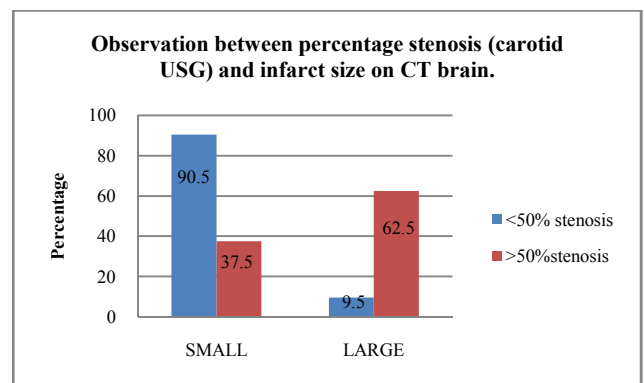 Observation between percentage stenosis (carotid
USG) and infarct size on CT brain.
Percentage
100
80
60
40
20
0
90.5
37.5
9.5
62.5
SMALL
LARGE
<50% stenosis
>50%stenosis